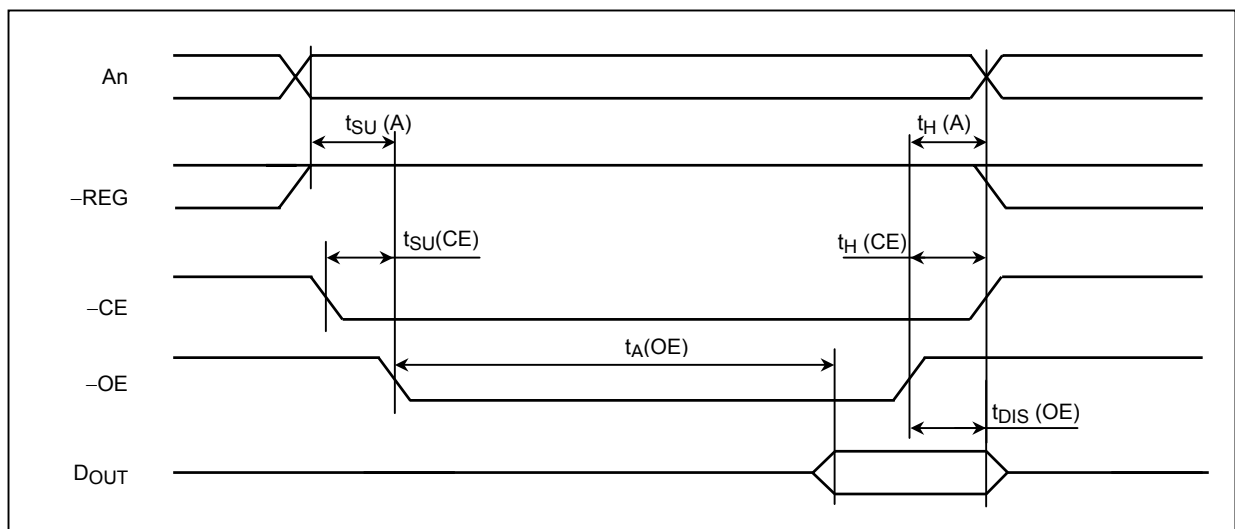 An
tSU (A)
tH (A)
–REG
tSU(CE)
tH (CE)
–CE
tA(OE)
–OE
tDIS (OE)
DOUT